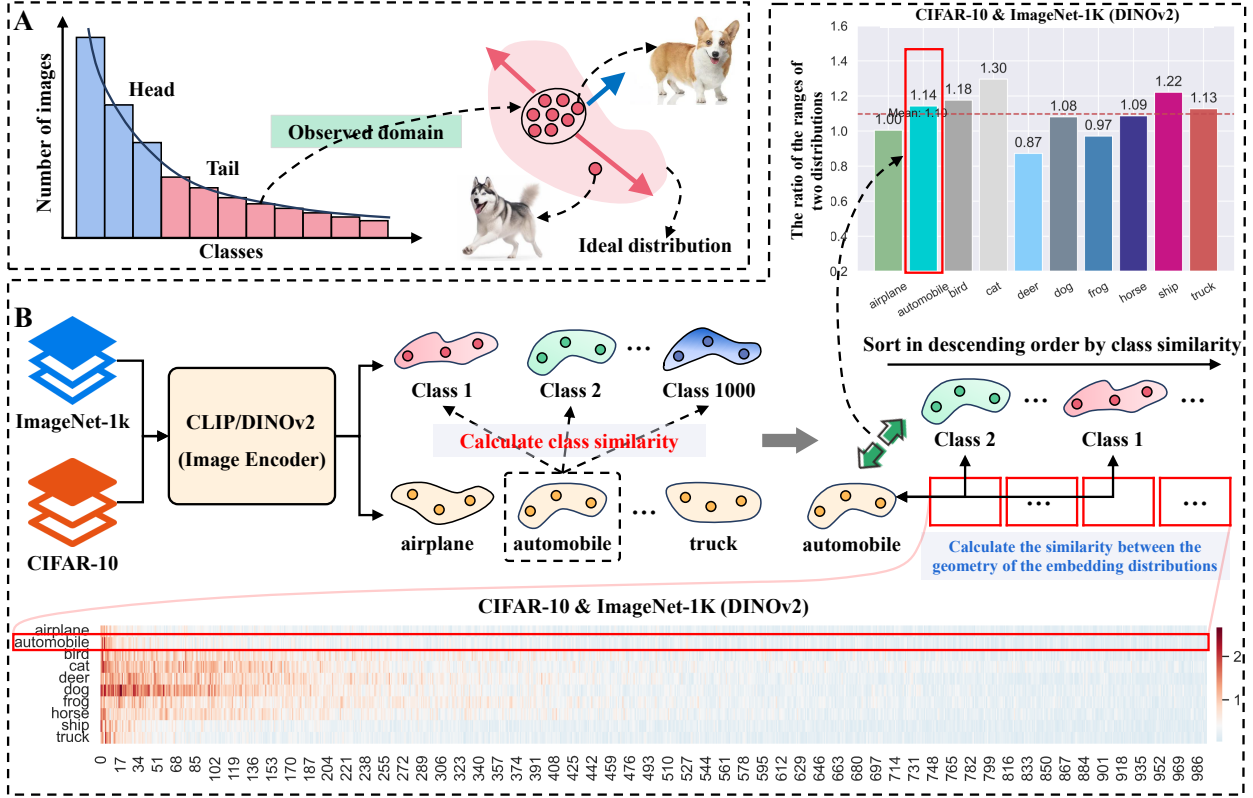 A
Number of images
Head
Tail
Classes
Observed domain
Ideal distribution
CIFAR-10 & ImageNet-1K (DINOv2)
The ratio of the ranges of
two distributions
1.6
1.4
1.2
1.0
0.8
0.6
0.4
0.2
1.00
1.14
1.18
1.30
0.87
1.08
0.97
1.09
1.22
1.13
Mean: 1.10
airplane
automobile
bird
cat
deer
dog
frog
horse
ship
truck
B
ImageNet-1k
CIFAR-10
CLIP/DINOv2
(Image Encoder)
Class 1
Class 2
...
Class 1000
Calculate class similarity
airplane
automobile
...
truck
Sort in descending order by class similarity
...
...
Class 2
Class 1
automobile
...
...
Calculate the similarity between the
geometry of the embedding distributions
CIFAR-10 & ImageNet-1K (DINOv2)
airplane
automobile
bird
cat
deer
dog
frog
horse
ship
truck
2
1
0 17 34 51 68 85 102 119 136 153 170 187 204 221 238 255 272 289 306 323 340 357 374 391 408 425 442 459 476 493 510 527 544 561 578 595 612 629 646 663 680 697 714 731 748 765 782 799 816 833 850 867 884 901 918 935 952 969 986